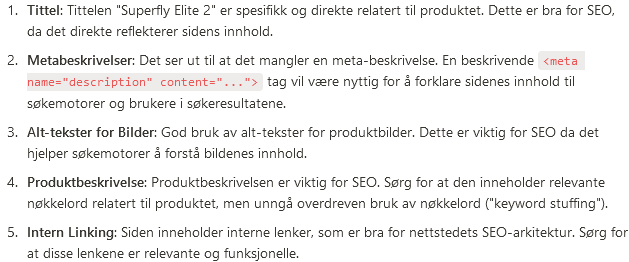 1. Tittel: Tittelen "Superfly Elite 2" er spesifikk og direkte relatert til produktet. Dette er bra for SEO,
da det direkte reflekterer sidens innhold.
2. Metabeskrivelser: Det ser ut til at det mangler en meta-beskrivelse. En beskrivende <meta
name="description" content="..."> tag vil være nyttig for å forklare sidens innhold til
søkemotorer og brukere i søkeresultatene.
3. Alt-tekster for Bilder: God bruk av alt-tekster for produktbilder. Dette er viktig for SEO da det
hjelper søkemotorer å forstå bildenes innhold.
4. Produktbeskrivelse: Produktbeskrivelsen er viktig for SEO. Sørg for at den inneholder relevante
nøkkelord relatert til produktet, men unngå overdreven bruk av nøkkelord ("keyword stuffing").
5. Intern Linking: Siden inneholder interne lenker, som er bra for nettstedets SEO-arkitektur. Sørg for
at disse lenkene er relevante og funksjonelle.